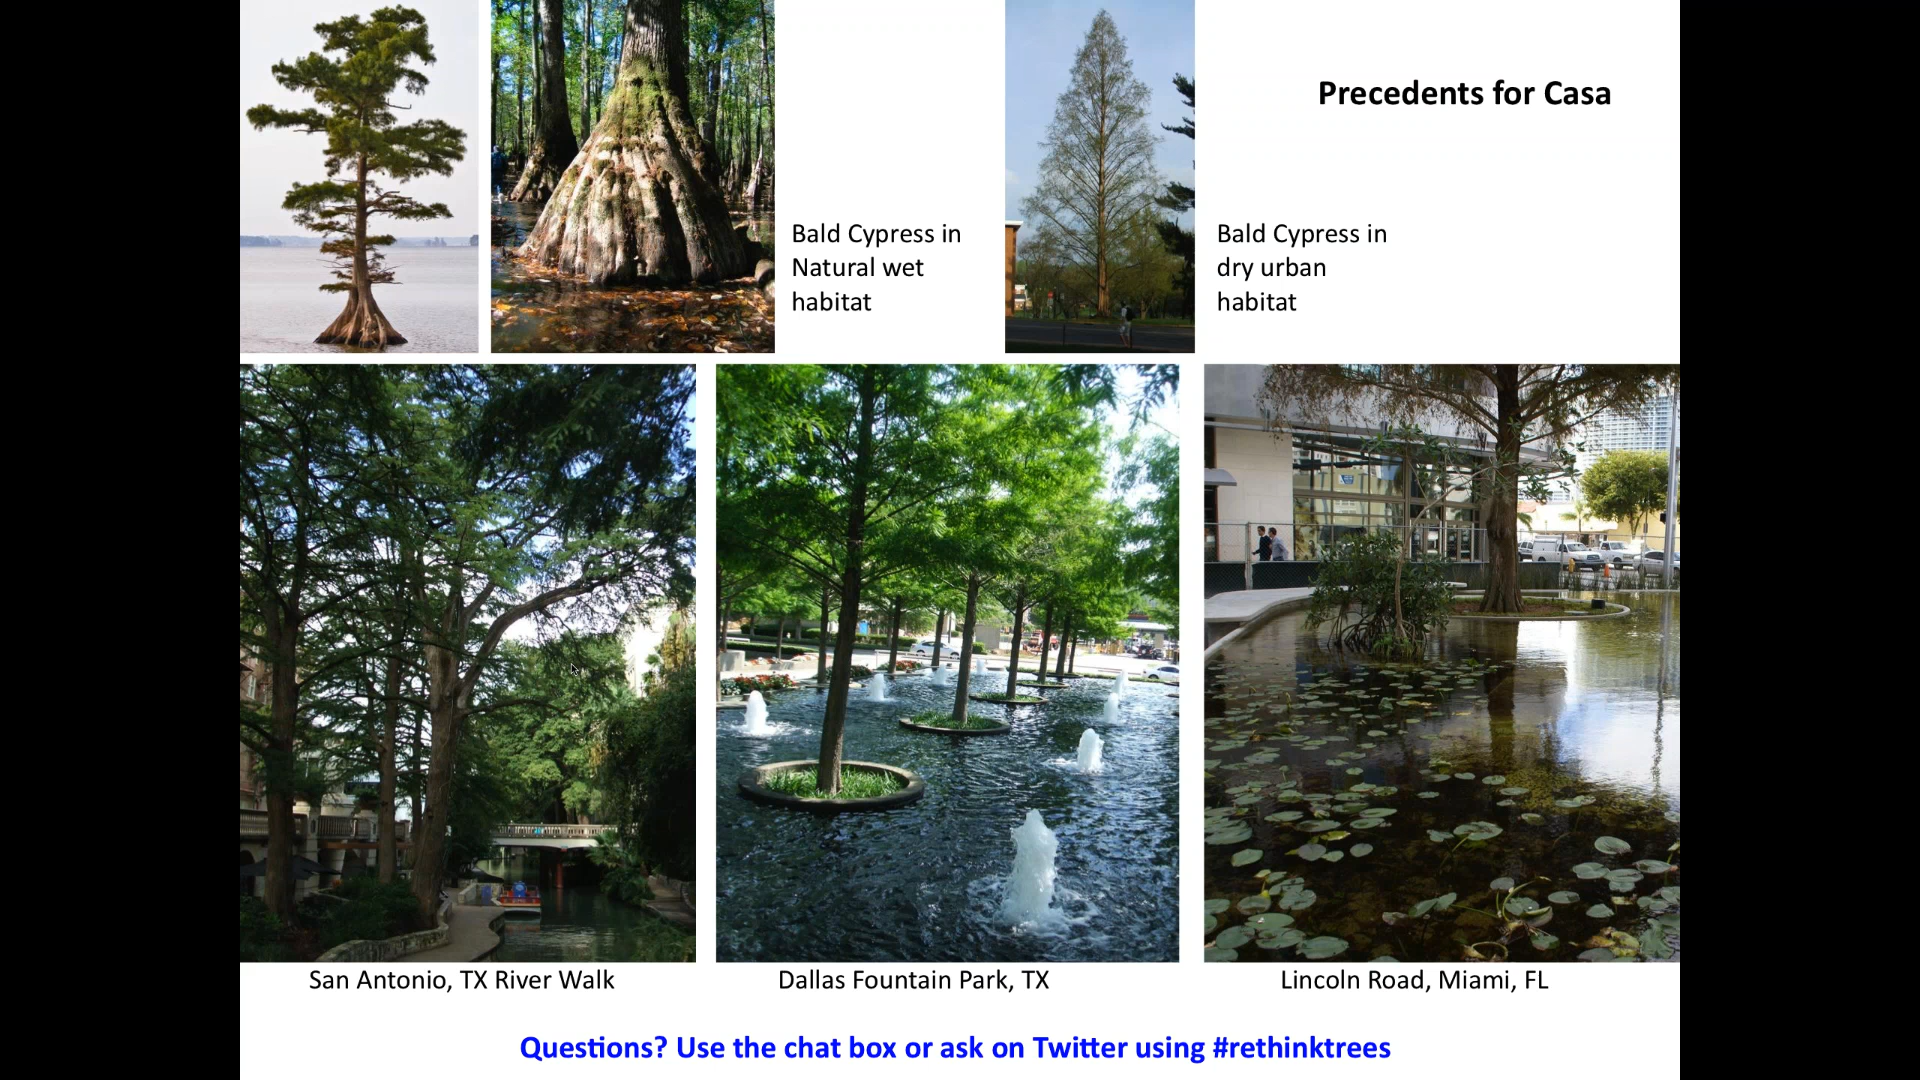 Precedents for Casa
Bald Cypress in
Natural wet
habitat
Bald Cypress in
dry urban
habitat
San Antonio, TX River Walk
Dallas Fountain Park, TX
Lincoln Road, Miami, FL
Questions? Use the chat box or ask on Twitter using #rethinktrees